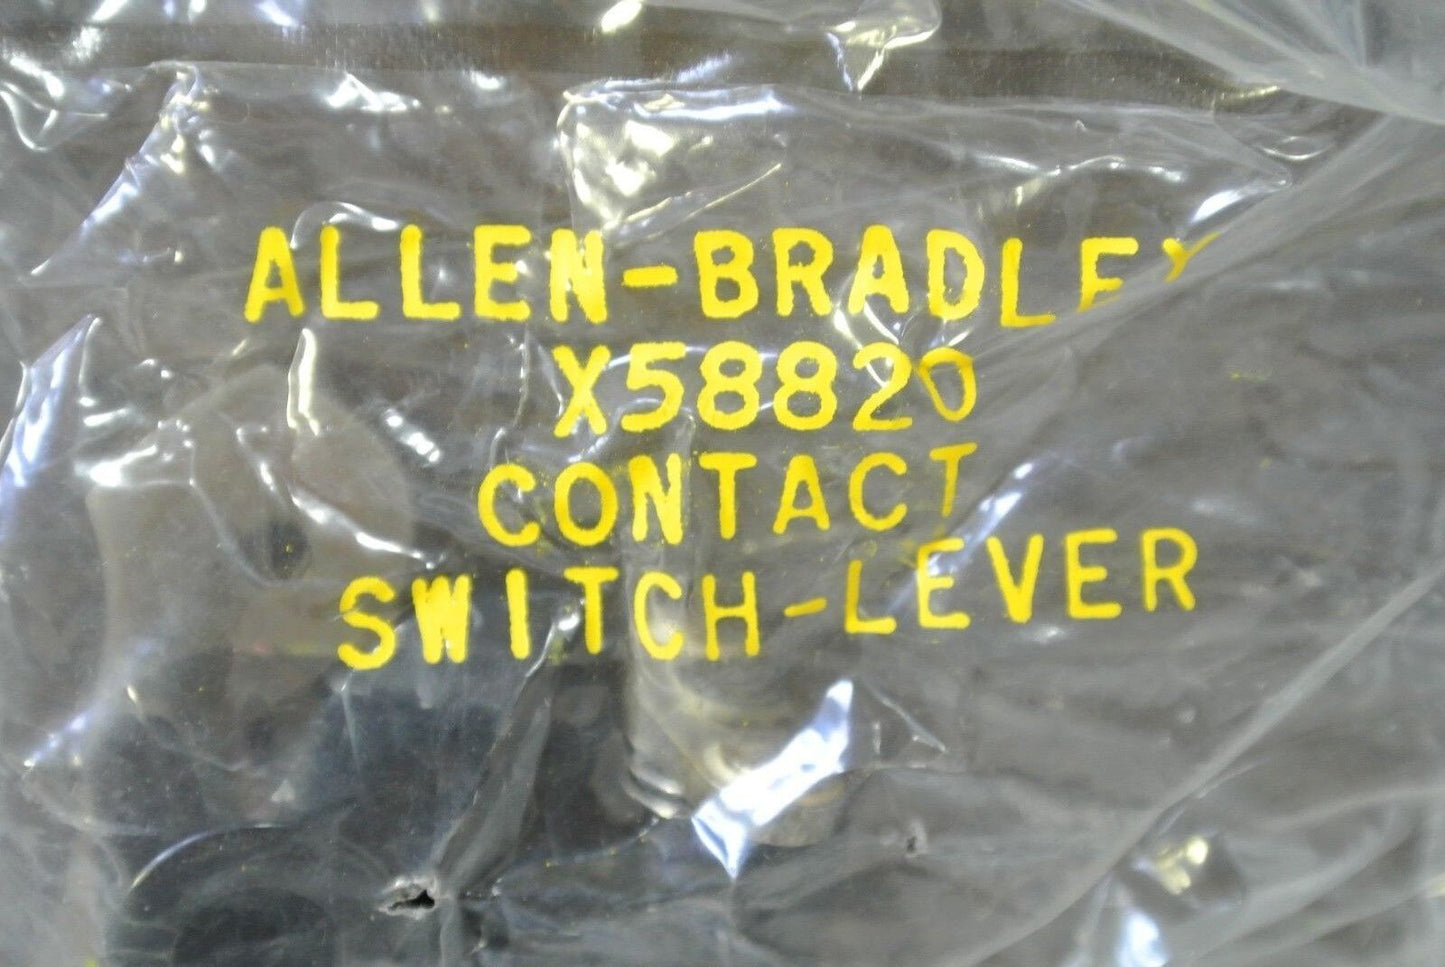 ALLEN-BRADLEY
X58820
CONTACT
SWITCH-LEVER